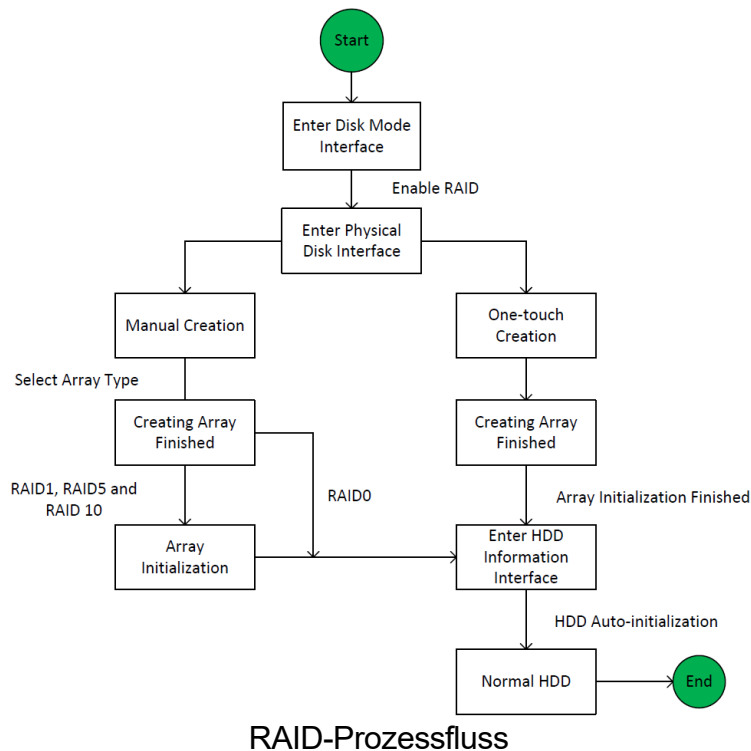 Start
Enter Disk Mode
Interface
Enable RAID
Enter Physical
Disk Interface
Manual Creation
One-touch
Creation
Select Array Type
Creating Array
Finished
Creating Array
Finished
RAID1, RAID5 and
RAID 10
RAID0
Array Initialization Finished
Array
Initialization
Enter HDD
Information
Interface
HDD Auto-initialization
Normal HDD
End
RAID-Prozessfluss